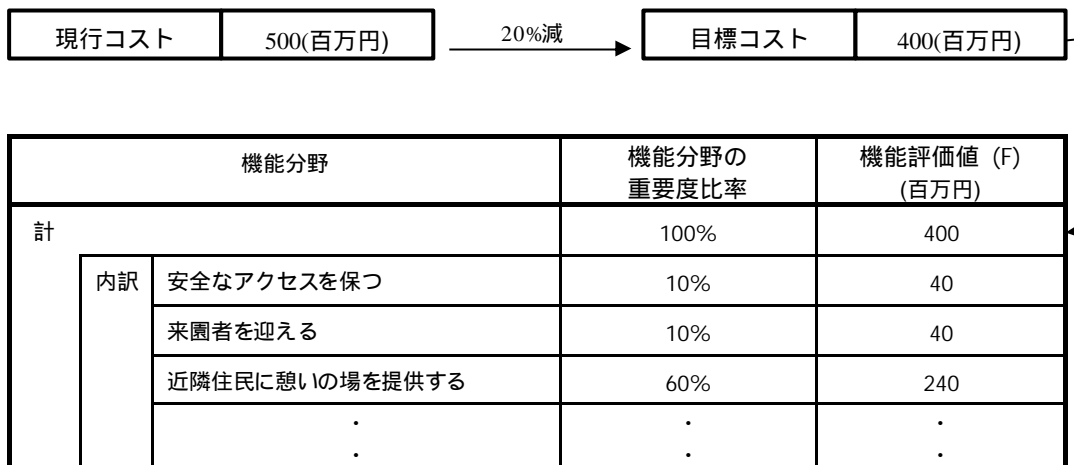 現行コスト 500(百万円) 20%減 目標コスト 400(百万円)
機能分野 機能分野の重要度比率 機能評価値 (F) (百万円)
計 100% 400
内訳 安全なアクセスを保つ 10% 40
来園者を迎える 10% 40
近隣住民に憩いの場を提供する 60% 240
・ ・ ・
・ ・ ・